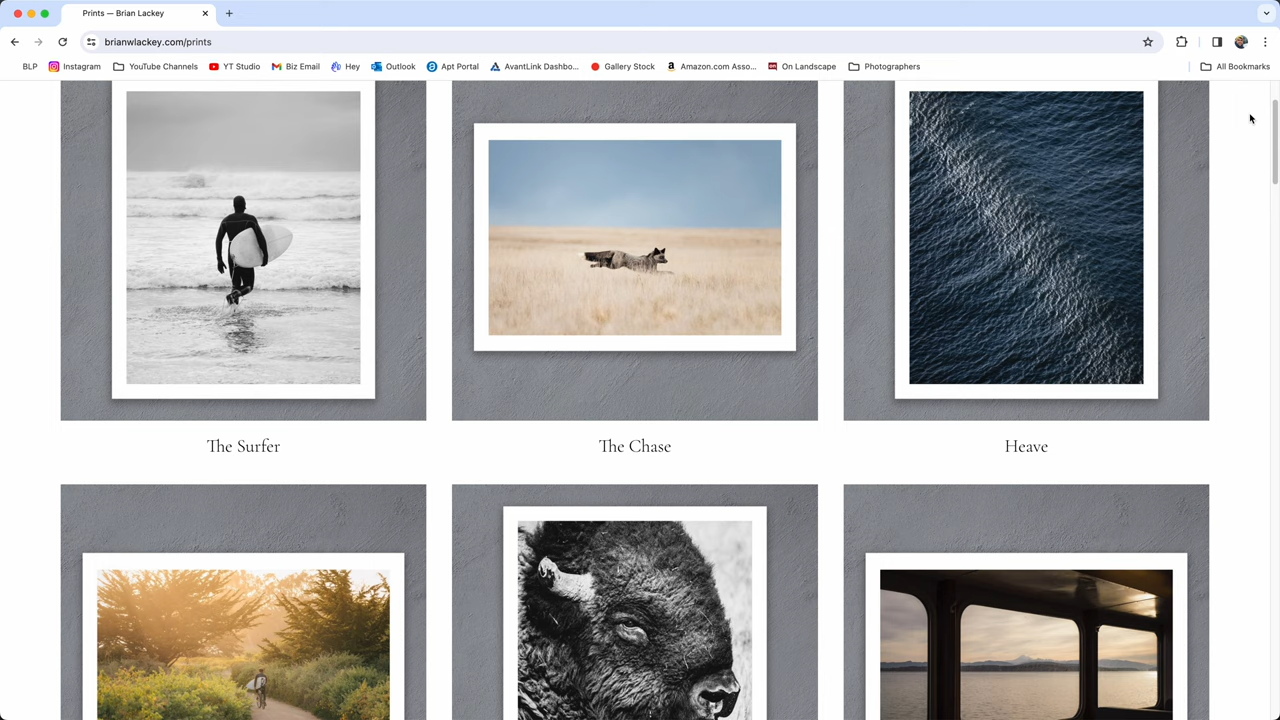 Prints — Brian Lackey
brianwlackey.com/prints
BLP Instagram YouTube Channels YT Studio Biz Email Hey Outlook Apt Portal AvantLink Dashbo... Gallery Stock Amazon.com Asso... On Landscape Photographers All Bookmarks
The Surfer
The Chase
Heave